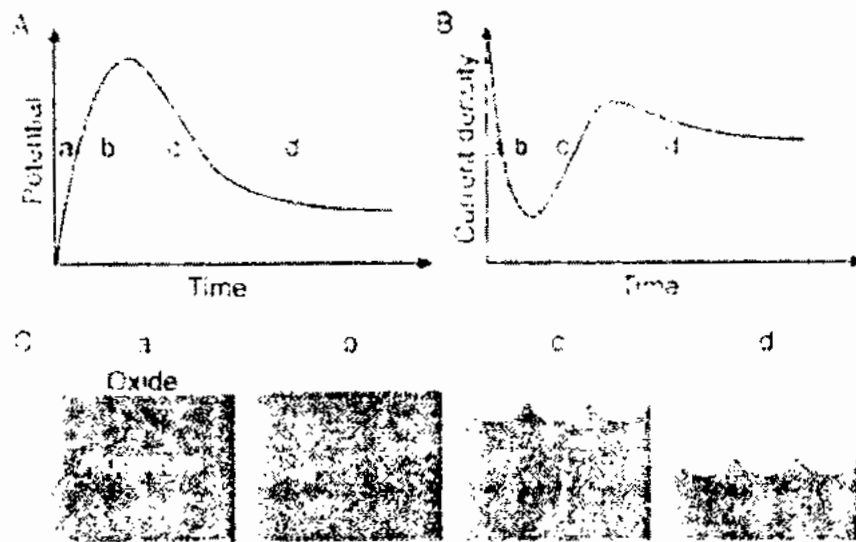 A
Potential
a b c d
Time
B
Current density
a b c d
Time
C a b c d
Oxide